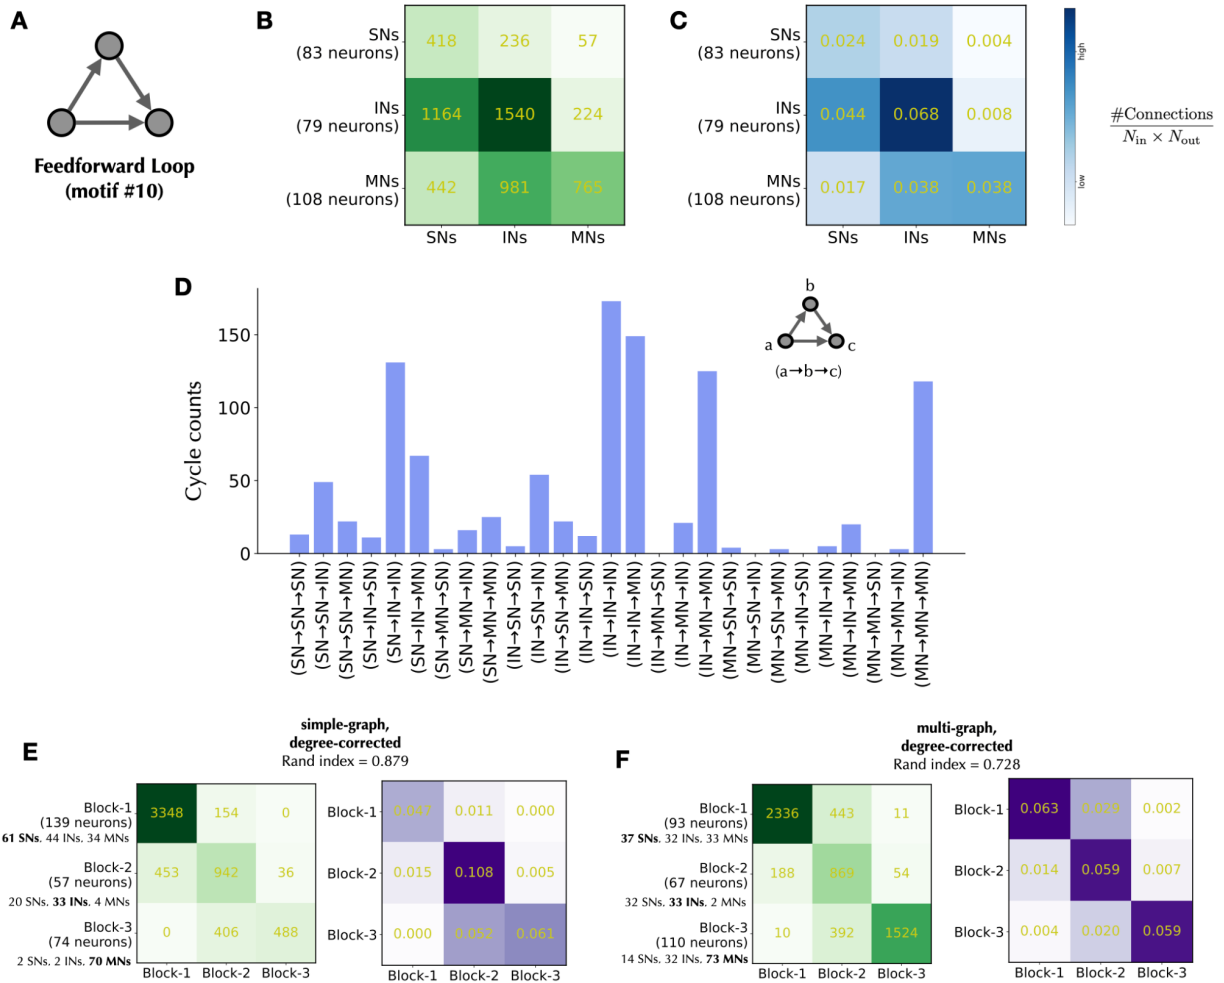 A
Feedforward Loop
(motif #10)
B
SNs
(83 neurons)
INs
(79 neurons)
MNs
(108 neurons)
418 236 57
1164 1540 224
442 981 765
SNs INs MNs
C
SNs
(83 neurons)
INs
(79 neurons)
MNs
(108 neurons)
0.024 0.019 0.004
0.044 0.068 0.008
0.017 0.038 0.038
SNs INs MNs
high
low
#Connections
N_in × N_out
D
Cycle counts
150
100
50
0
b
a c
(a→b→c)
(SN→SN→SN)
(SN→SN→IN)
(SN→SN→MN)
(SN→IN→SN)
(SN→IN→IN)
(SN→IN→MN)
(SN→MN→SN)
(SN→MN→IN)
(SN→MN→MN)
(IN→SN→SN)
(IN→SN→IN)
(IN→SN→MN)
(IN→IN→SN)
(IN→IN→IN)
(IN→IN→MN)
(IN→MN→SN)
(IN→MN→IN)
(IN→MN→MN)
(MN→SN→SN)
(MN→SN→IN)
(MN→SN→MN)
(MN→IN→SN)
(MN→IN→IN)
(MN→IN→MN)
(MN→MN→SN)
(MN→MN→IN)
(MN→MN→MN)
E
simple-graph,
degree-corrected
Rand index = 0.879
Block-1
(139 neurons)
61 SNs, 44 INs, 34 MNs
Block-2
(57 neurons)
20 SNs, 33 INs, 4 MNs
Block-3
(74 neurons)
2 SNs, 2 INs, 70 MNs
3348 154 0
453 942 36
0 406 488
Block-1 Block-2 Block-3
Block-1
Block-2
Block-3
0.047 0.011 0.000
0.015 0.108 0.005
0.000 0.052 0.061
Block-1 Block-2 Block-3
F
multi-graph,
degree-corrected
Rand index = 0.728
Block-1
(93 neurons)
37 SNs, 32 INs, 33 MNs
Block-2
(67 neurons)
32 SNs, 33 INs, 2 MNs
Block-3
(110 neurons)
14 SNs, 32 INs, 73 MNs
2336 443 11
188 869 54
10 392 1524
Block-1 Block-2 Block-3
Block-1
Block-2
Block-3
0.063 0.029 0.002
0.014 0.059 0.007
0.004 0.020 0.059
Block-1 Block-2 Block-3